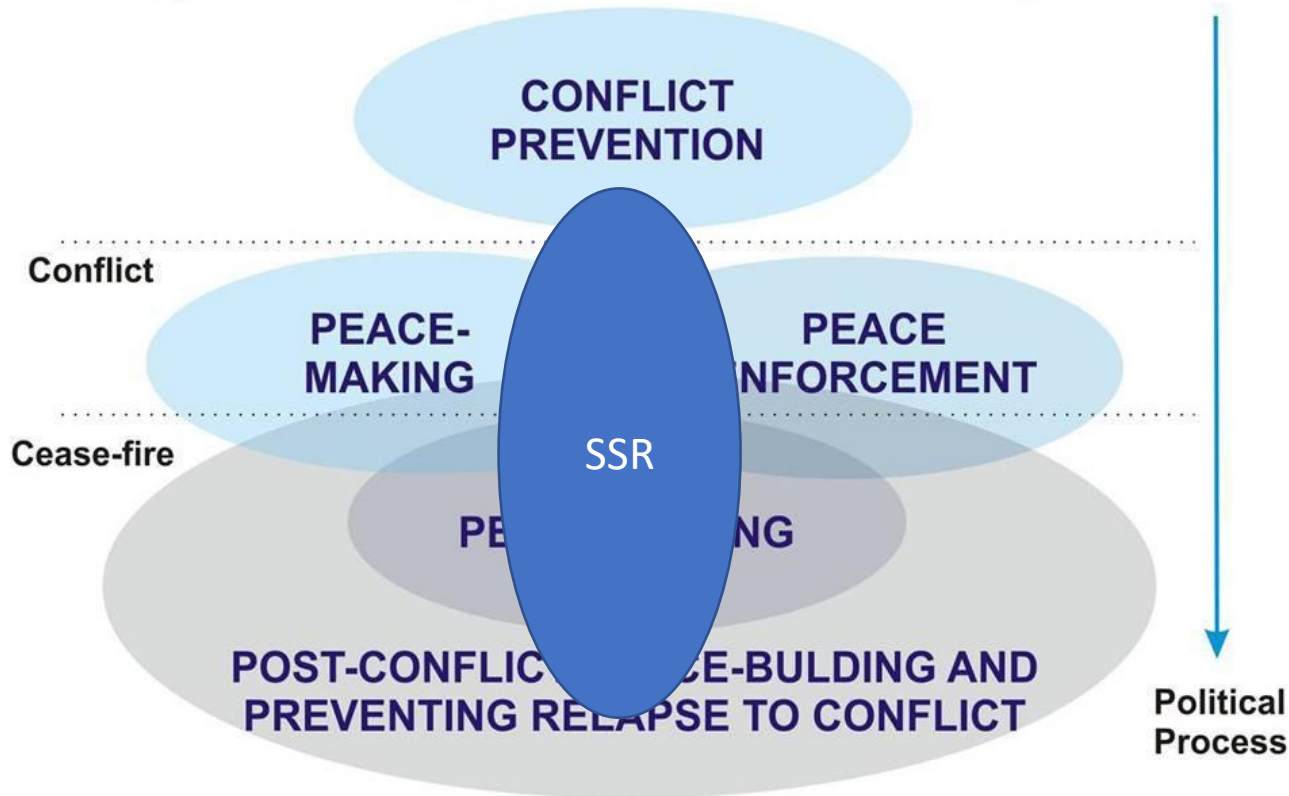 CONFLICT
PREVENTION
Conflict
PEACE-
MAKING
PEACE
NFORCEMENT
Cease-fire
SSR
PE NG
POST-CONFLIC CE-BULDING AND
PREVENTING RELAPSE TO CONFLICT
Political
Process